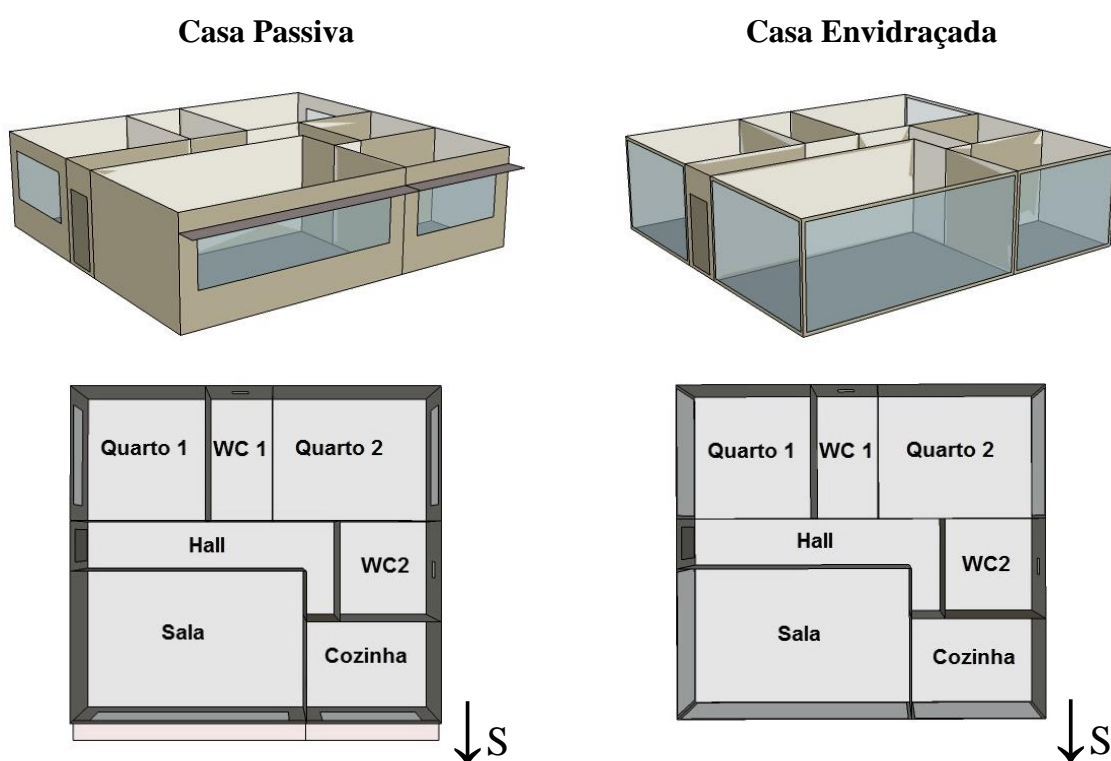 Casa Passiva
Casa Envidraçada
Quarto 1
WC 1
Quarto 2
Hall
WC2
Sala
Cozinha
S
Quarto 1
WC 1
Quarto 2
Hall
WC2
Sala
Cozinha
S